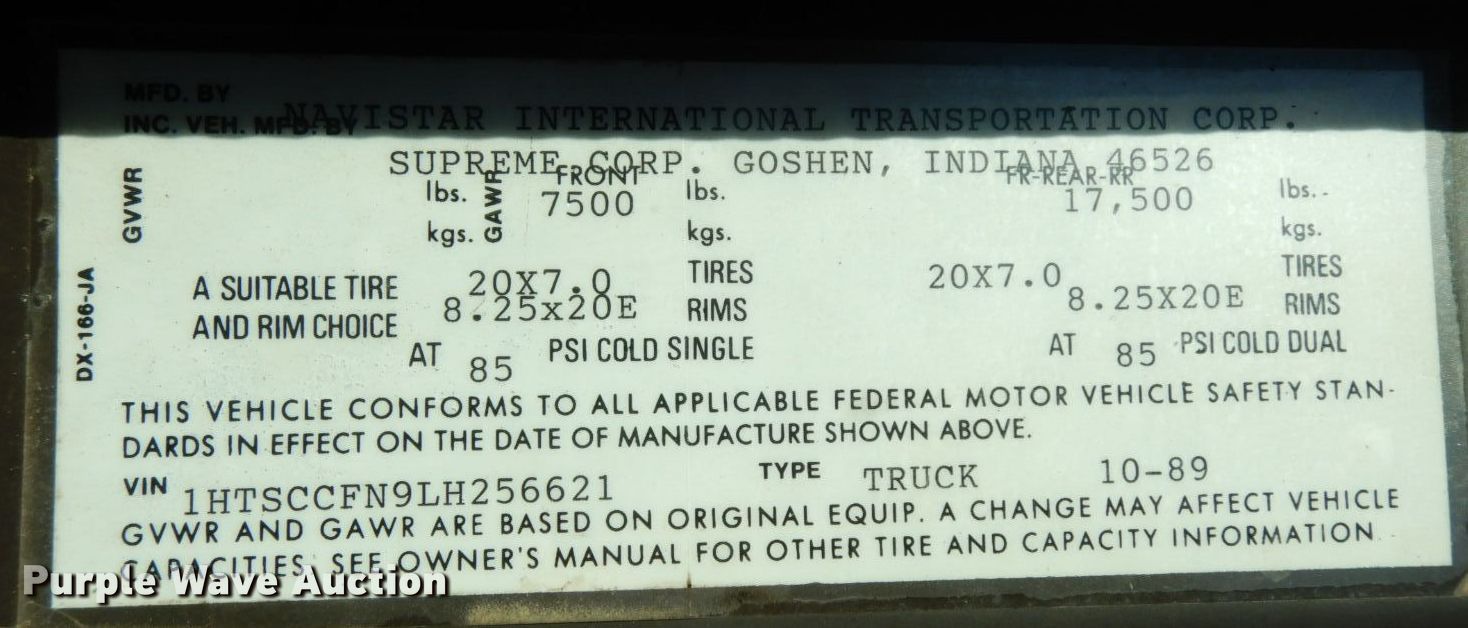 MFD. BY
INC. VEH. MFD. BY NAVISTAR INTERNATIONAL TRANSPORTATION CORP.
SUPREME CORP. GOSHEN, INDIANA 46526
GVWR lbs. GAWR FRONT 7500 lbs. FR-REAR-RR 17,500 lbs.
kgs. kgs. kgs.
A SUITABLE TIRE 20X7.0 TIRES 20X7.0 TIRES
AND RIM CHOICE 8.25x20E RIMS 8.25X20E RIMS
AT 85 PSI COLD SINGLE AT 85 PSI COLD DUAL
DX-166-JA
THIS VEHICLE CONFORMS TO ALL APPLICABLE FEDERAL MOTOR VEHICLE SAFETY STAN-
DARDS IN EFFECT ON THE DATE OF MANUFACTURE SHOWN ABOVE.
VIN 1HTSCCFN9LH256621 TYPE TRUCK 10-89
GVWR AND GAWR ARE BASED ON ORIGINAL EQUIP. A CHANGE MAY AFFECT VEHICLE
CAPACITIES. SEE OWNER'S MANUAL FOR OTHER TIRE AND CAPACITY INFORMATION
Purple Wave Auction